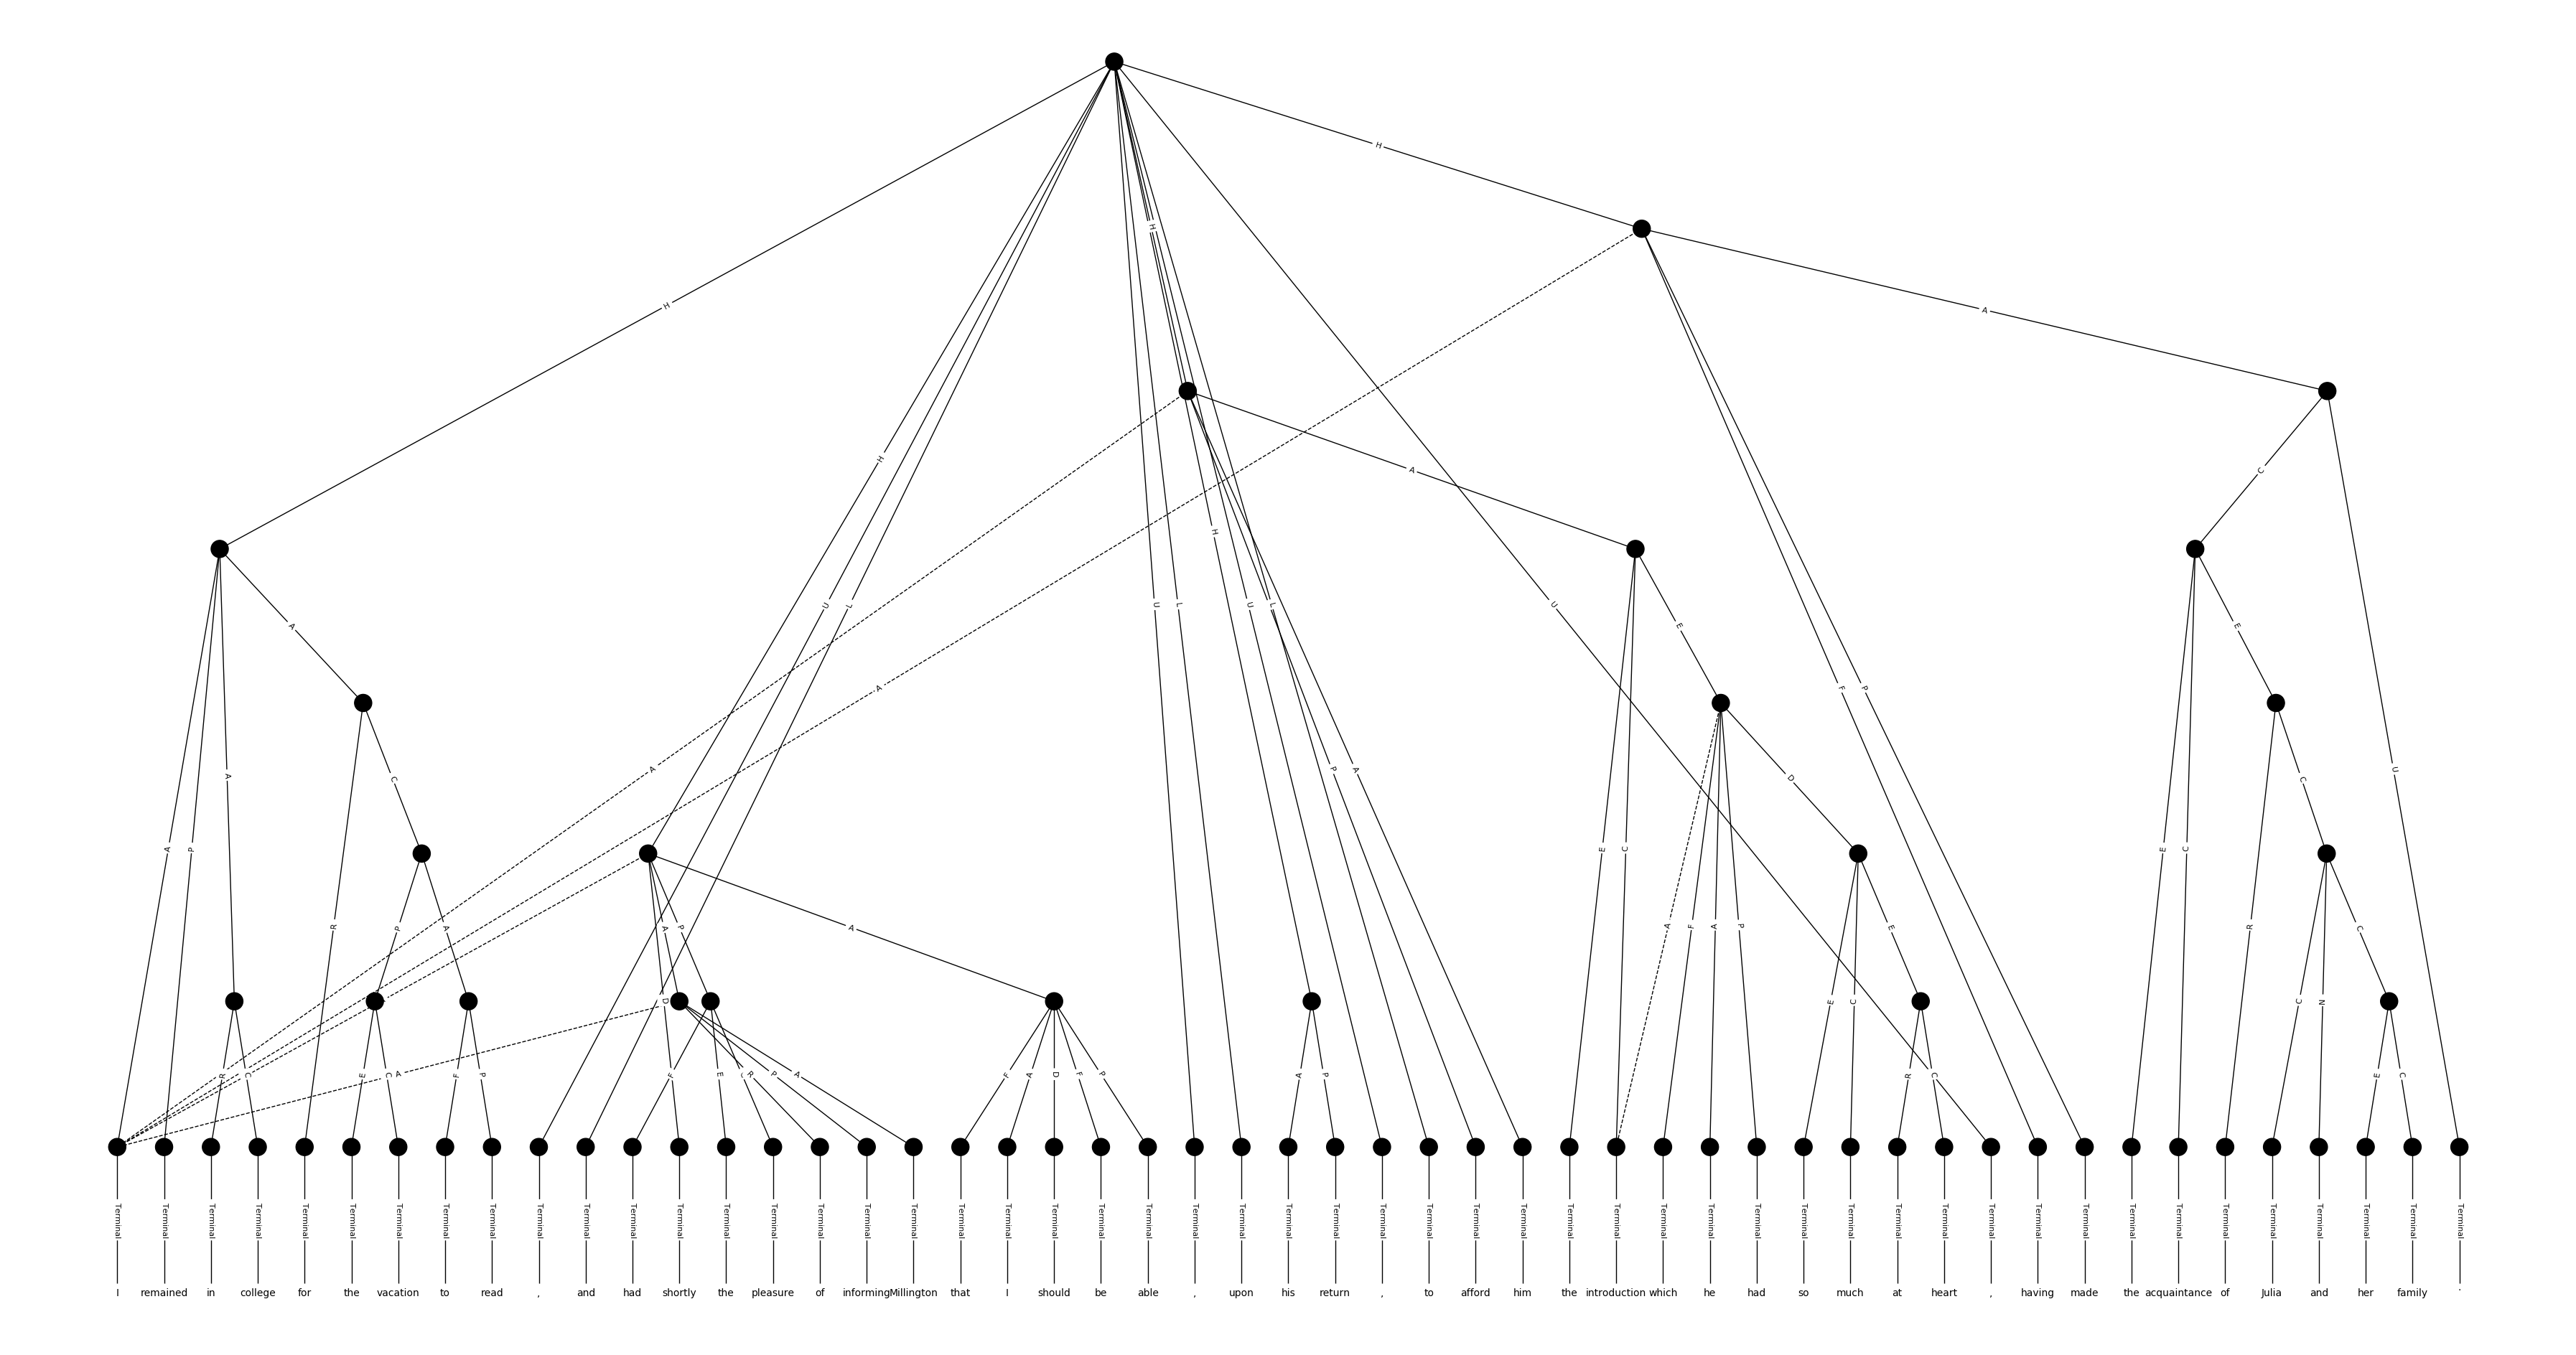 H
H
A
H
H
A
A
C
U
L
U
L
H
U
L
U
A
E
E
F
P
A
A
P
A
C
R
A
P
A
E
C
P
A
A
E
C
D
R
C
U
R
P
A
A
P
A
A
F
A
P
E
C
D
E
C
N
C
R
C
E
C
A
F
P
F
E
C
R
P
A
F
A
D
F
P
A
P
R
C
E
C
Terminal Terminal Terminal Terminal Terminal Terminal Terminal Terminal Terminal Terminal Terminal Terminal Terminal Terminal Terminal Terminal Terminal Terminal Terminal Terminal Terminal Terminal Terminal Terminal Terminal Terminal Terminal Terminal Terminal Terminal Terminal Terminal Terminal Terminal Terminal Terminal Terminal Terminal Terminal Terminal Terminal Terminal Terminal Terminal Terminal Terminal Terminal Terminal Terminal Terminal Terminal
I remained in college for the vacation to read , and had shortly the pleasure of informing Millington that I should be able , upon his return , to afford him the introduction which he had so much at heart , having made the acquaintance of Julia and her family .